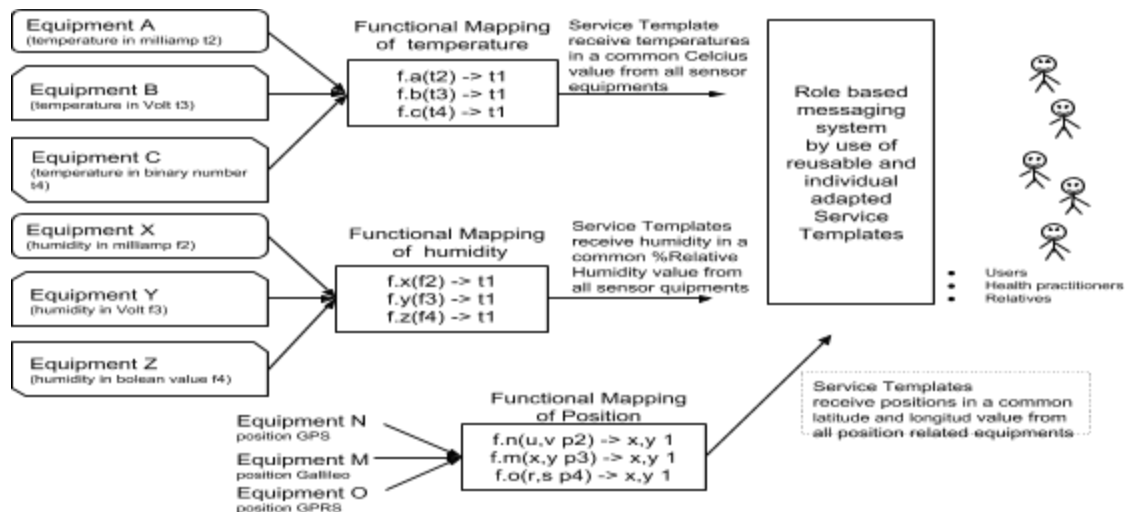 Equipment A
(temperature in milliamp t2)
Equipment B
(temperature in Volt t3)
Equipment C
(temperature in binary number
t4)
Functional Mapping
of temperature
f.a(t2) -> t1
f.b(t3) -> t1
f.c(t4) -> t1
Service Template
receive temperatures
in a common Celcius
value from all sensor
equipments
Equipment X
(humidity in milliamp f2)
Equipment Y
(humidity in Volt f3)
Equipment Z
(humidity in bolean value f4)
Functional Mapping
of humidity
f.x(f2) -> t1
f.y(f3) -> t1
f.z(f4) -> t1
Service Templates
receive humidity in a
common %Relative
Humidity value from
all sensor quipments
Role based
messaging
system
by use of
reusable and
individual
adapted
Service
Templates
• Users
• Health practitioners
• Relatives
Equipment N
position GPS
Equipment M
position Gallileo
Equipment O
position GPRS
Functional Mapping
of Position
f.n(u,v p2) -> x,y 1
f.m(x,y p3) -> x,y 1
f.o(r,s p4) -> x,y 1
Service Templates
receive positions in a common
latitude and longitud value from
all position related equipments